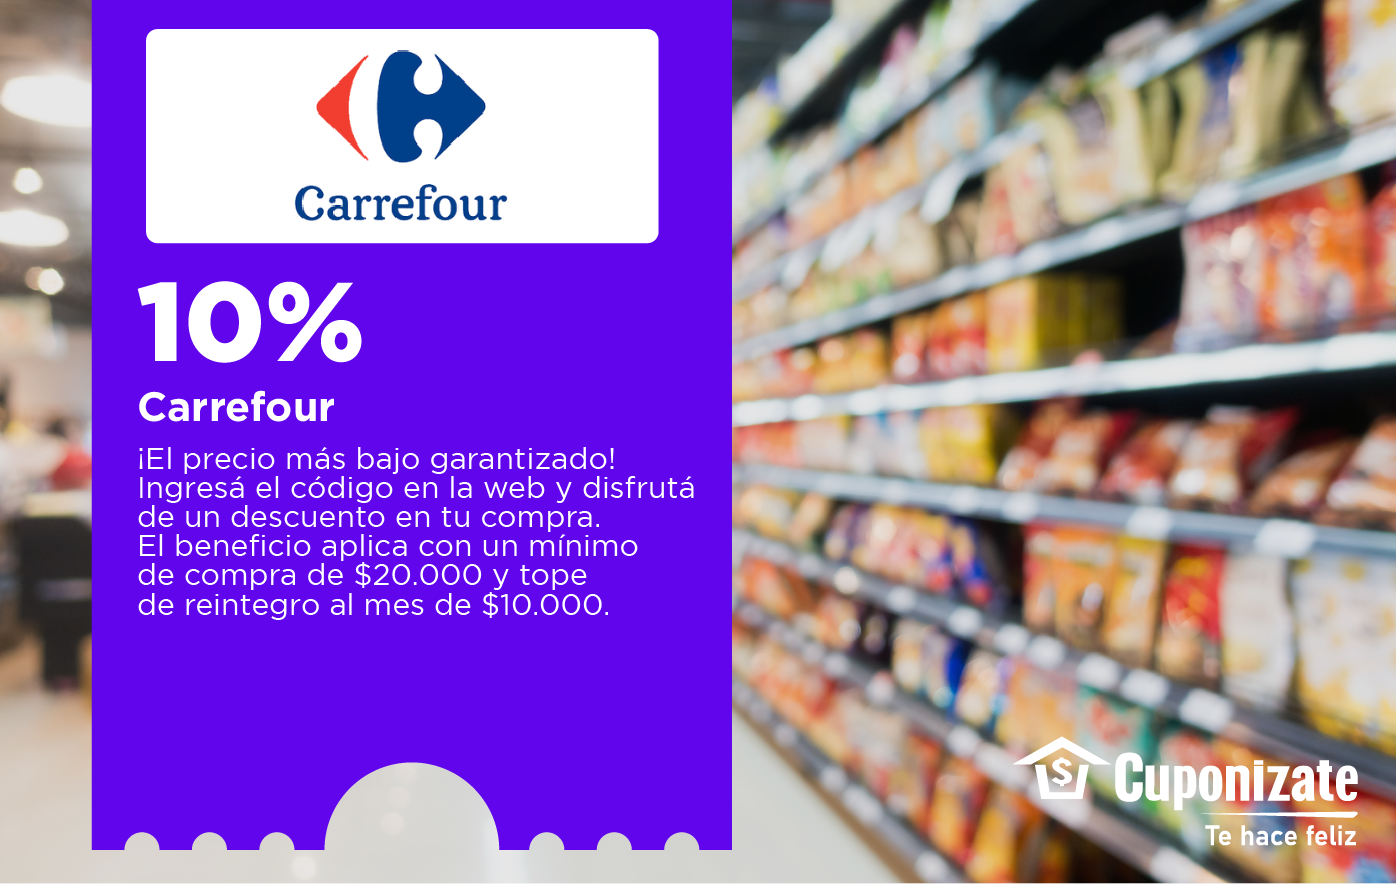 Carrefour
10%
Carrefour
¡El precio más bajo garantizado!
Ingresá el código en la web y disfrutá
de un descuento en tu compra.
El beneficio aplica con un mínimo
de compra de $20.000 y tope
de reintegro al mes de $10.000.
$ Cuponizate
Te hace feliz